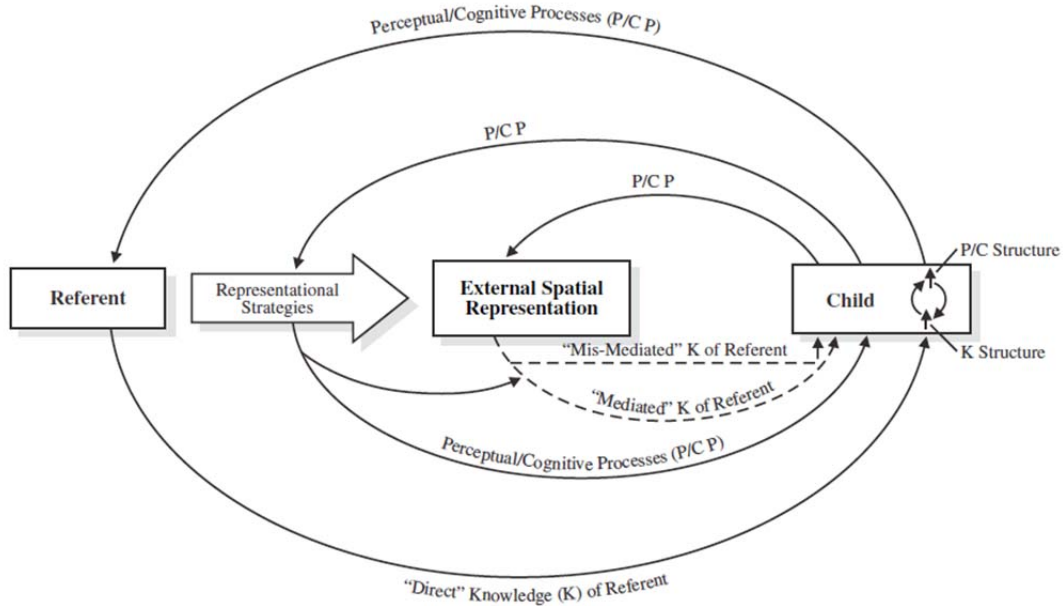 Perceptual/Cognitive Processes (P/C P)
P/C P
P/C P
Referent
Representational
Strategies
External Spatial
Representation
Child
P/C Structure
K Structure
“Mis-Mediated” K of Referent
“Mediated” K of Referent
Perceptual/Cognitive Processes (P/C P)
“Direct” Knowledge (K) of Referent